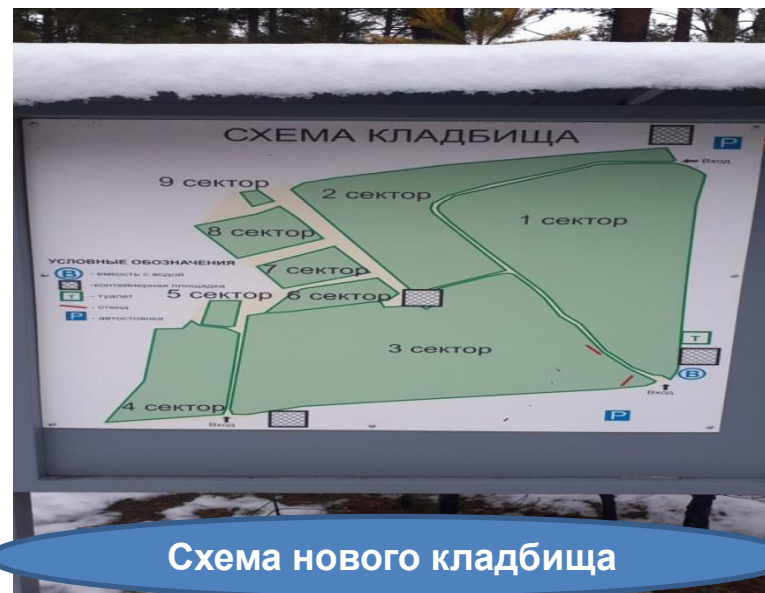 СХЕМА КЛАДБИЩА
P
Вход
9 сектор
2 сектор
1 сектор
8 сектор
УСЛОВНЫЕ ОБОЗНАЧЕНИЯ
В - емкость с водой
-контейнерная площадка
Т - туалет
- стенд
P - автостоянка
7 сектор
5 сектор
6 сектор
3 сектор
Т
В
Вход
4 сектор
Вход
P
Схема нового кладбища